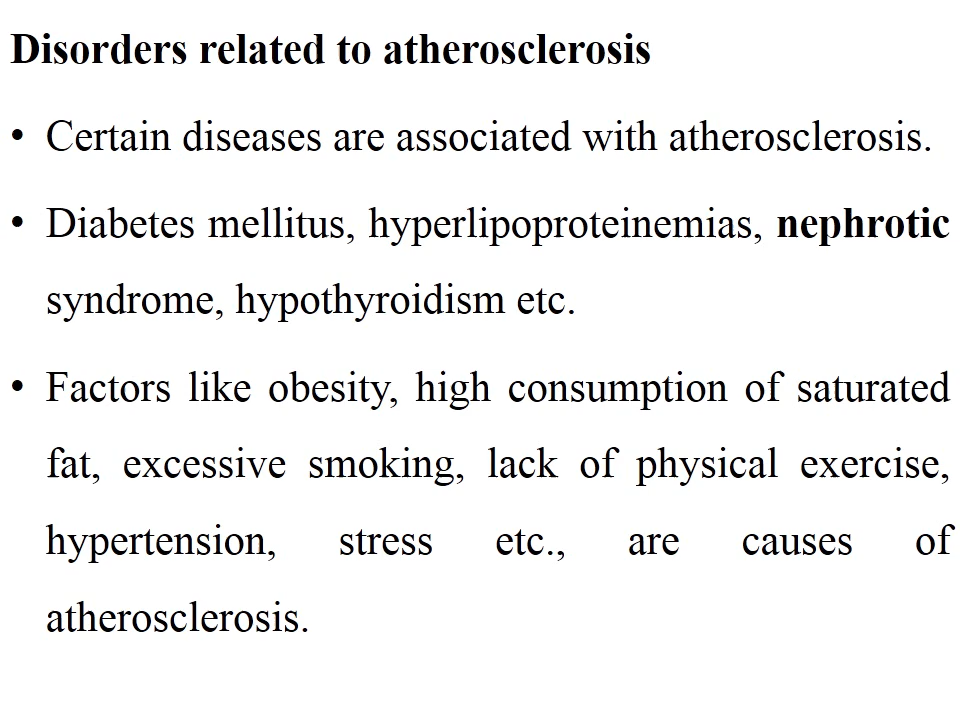 Disorders related to atherosclerosis
• Certain diseases are associated with atherosclerosis.
• Diabetes mellitus, hyperlipoproteinemias, nephrotic
syndrome, hypothyroidism etc.
• Factors like obesity, high consumption of saturated
fat, excessive smoking, lack of physical exercise,
hypertension, stress etc., are causes of
atherosclerosis.